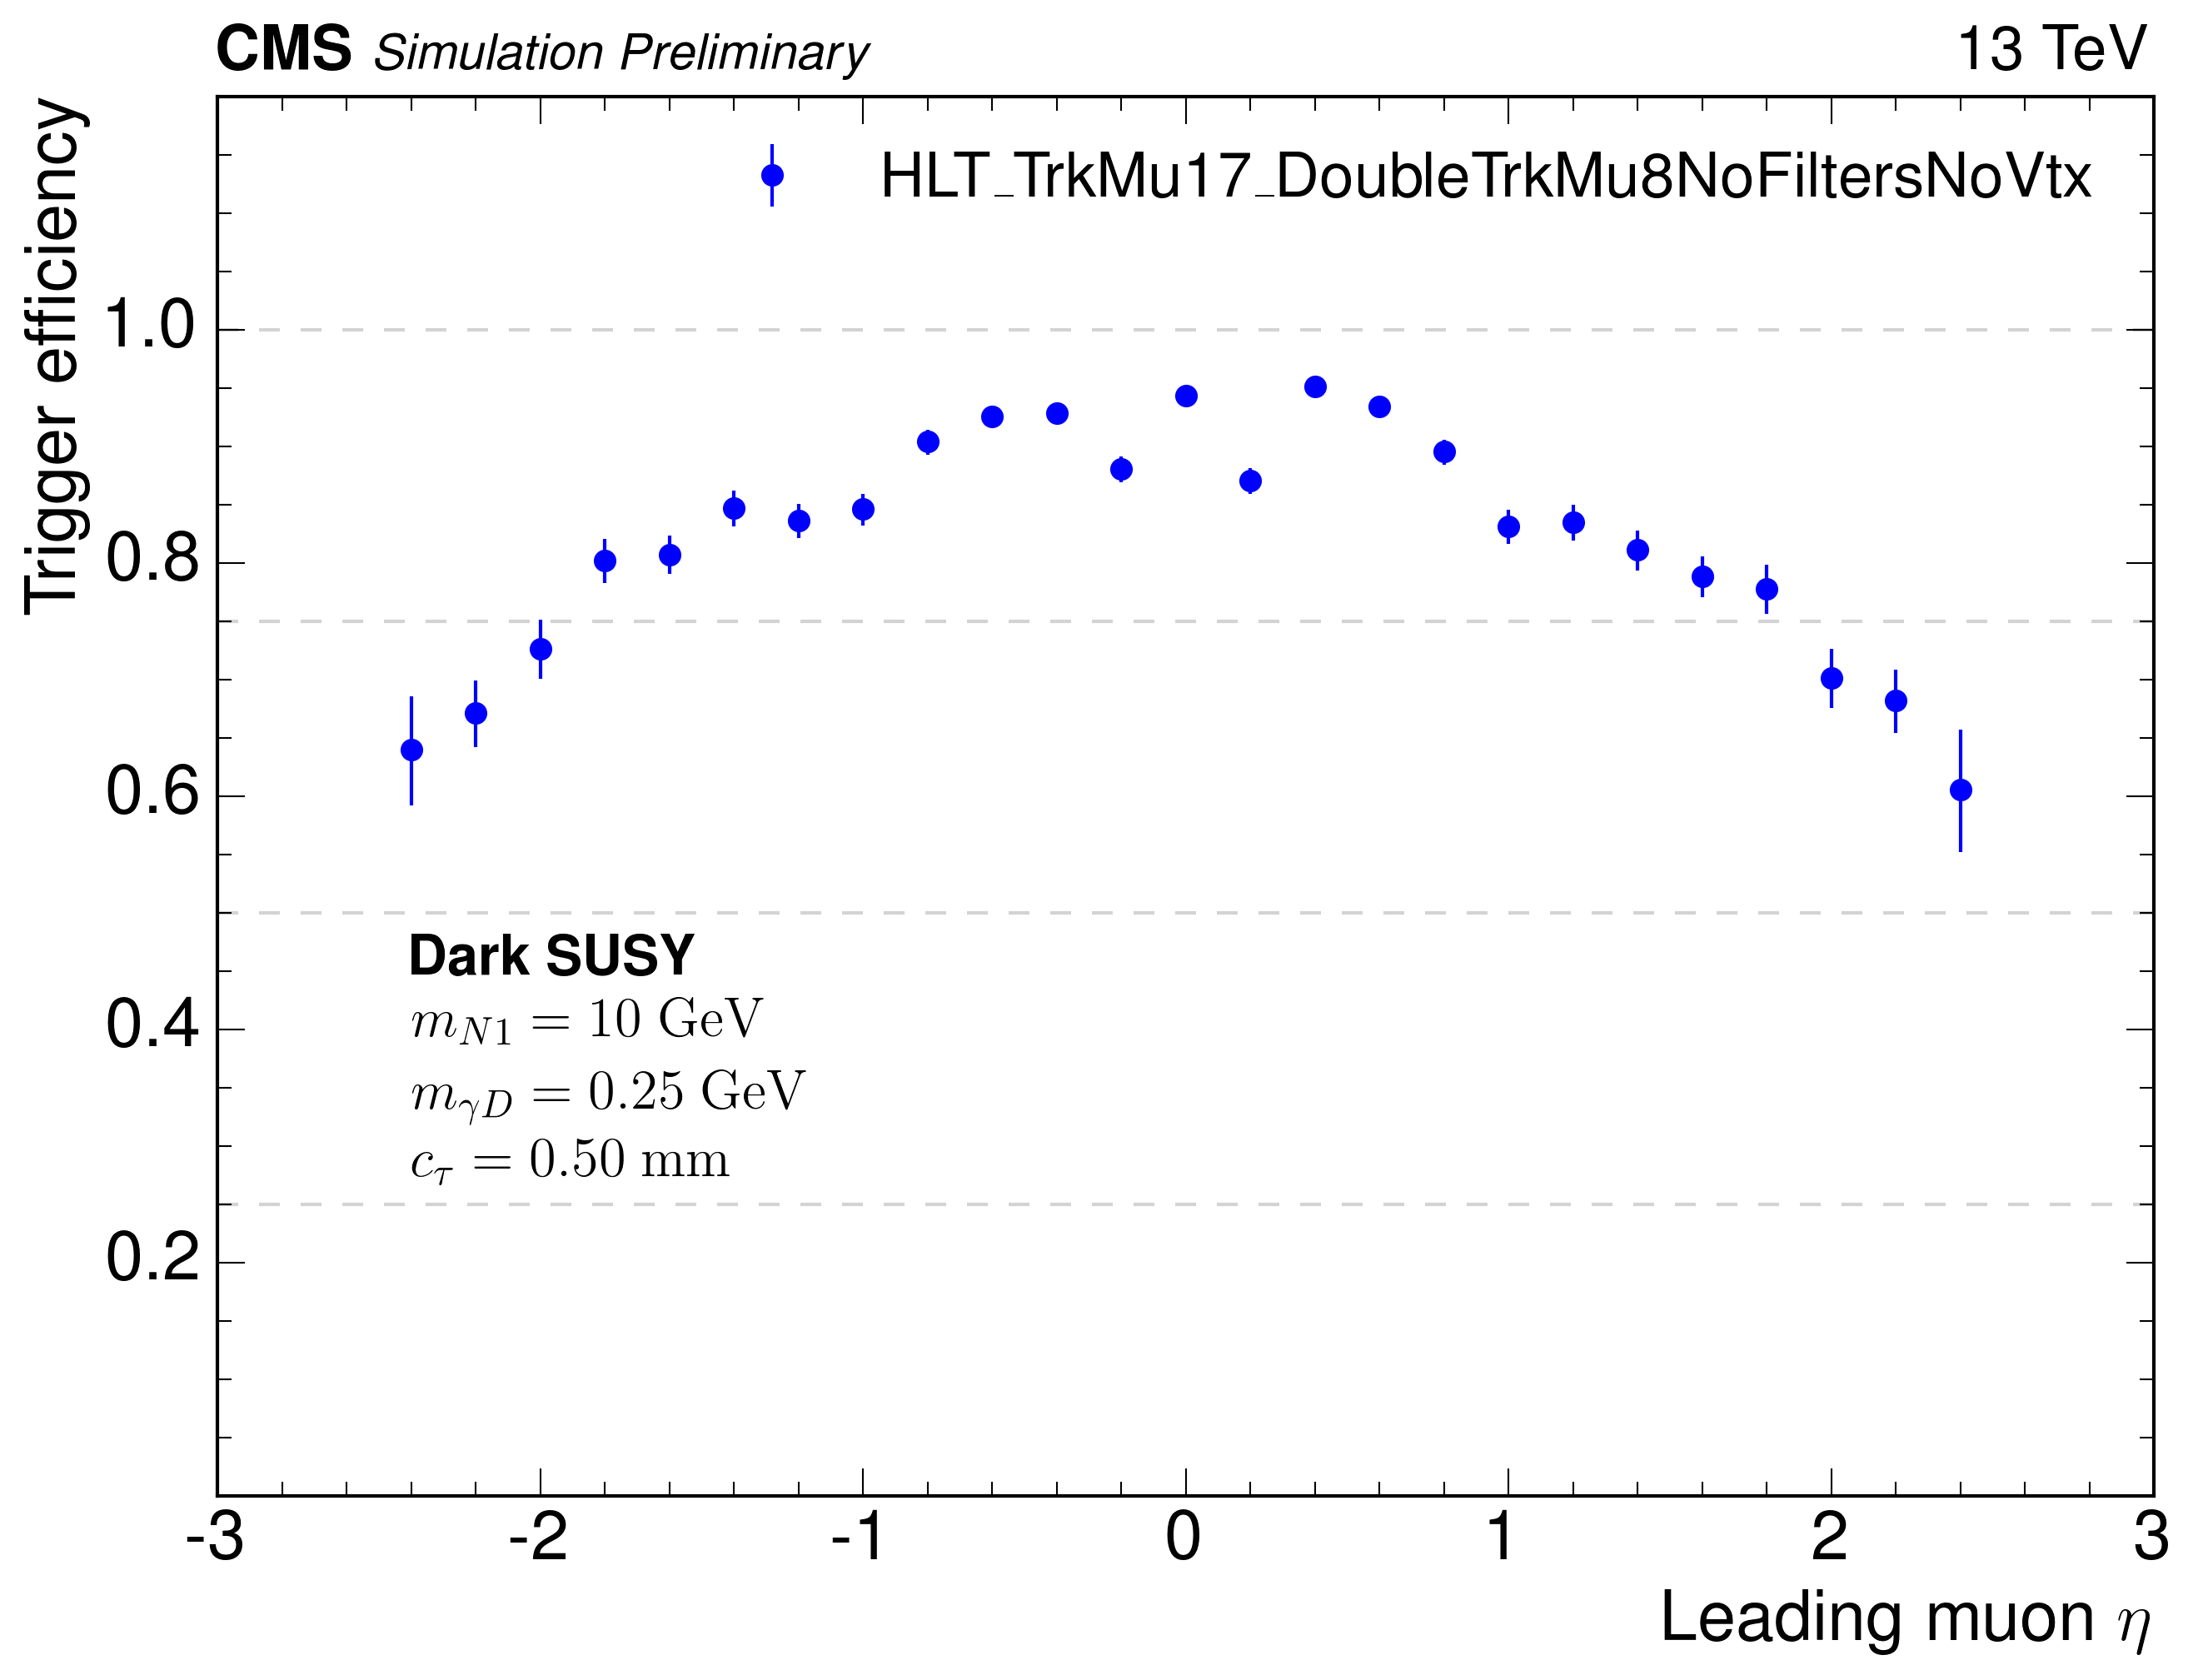 CMS Simulation Preliminary 13 TeV
Trigger efficiency
HLT_TrkMu17_DoubleTrkMu8NoFiltersNoVtx
1.0
0.8
0.6
0.4
0.2
Dark SUSY
m_{N1} = 10 GeV
m_{γD} = 0.25 GeV
c_τ = 0.50 mm
-3 -2 -1 0 1 2 3
Leading muon η